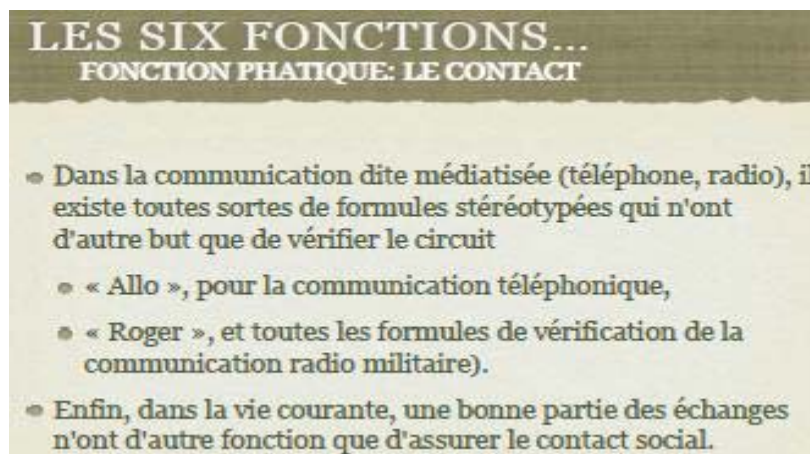 LES SIX FONCTIONS...
FONCTION PHATIQUE: LE CONTACT
Dans la communication dite médiatisée (téléphone, radio), il
existe toutes sortes de formules stéréotypées qui n'ont
d'autre but que de vérifier le circuit
« Allo », pour la communication téléphonique,
« Roger », et toutes les formules de vérification de la
communication radio militaire).
Enfin, dans la vie courante, une bonne partie des échanges
n'ont d'autre fonction que d'assurer le contact social.